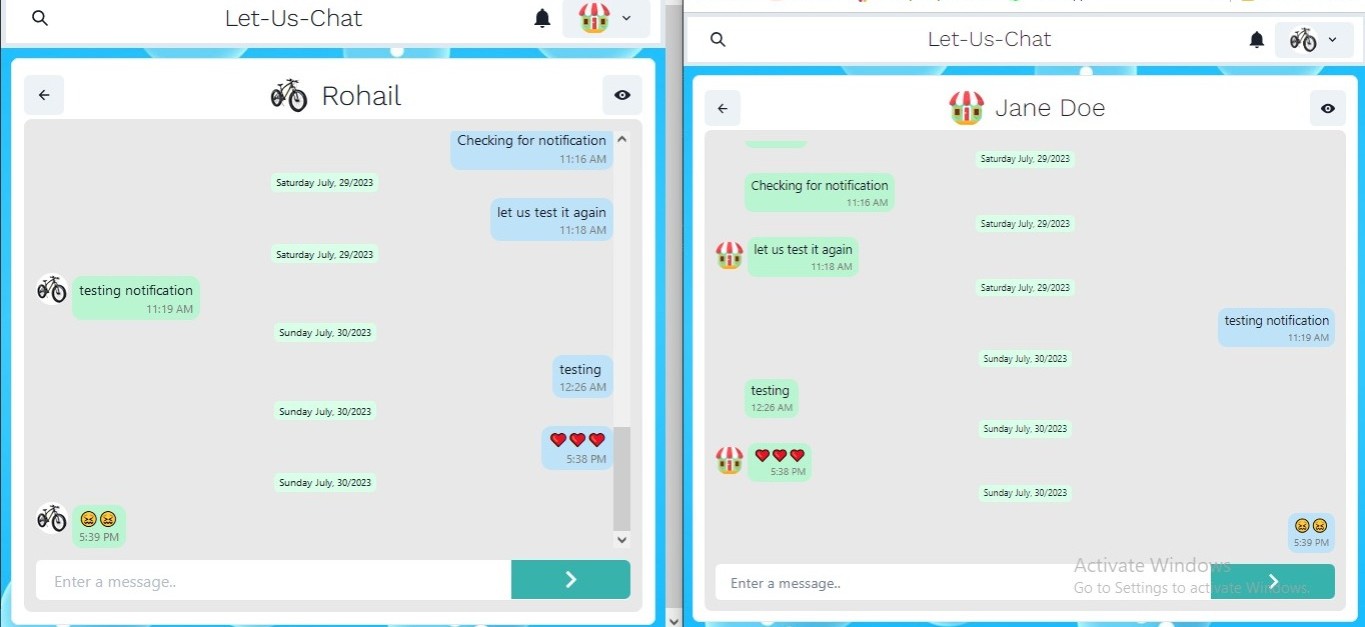 Let-Us-Chat
Rohail
Checking for notification
11:16 AM
Saturday July, 29/2023
let us test it again
11:18 AM
Saturday July, 29/2023
testing notification
11:19 AM
Sunday July, 30/2023
testing
12:26 AM
Sunday July, 30/2023
❤️❤️❤️
5:38 PM
Sunday July, 30/2023
😖😖
5:39 PM
Enter a message..
Let-Us-Chat
Jane Doe
Saturday July, 29/2023
Checking for notification
11:16 AM
Saturday July, 29/2023
let us test it again
11:18 AM
Saturday July, 29/2023
testing notification
11:19 AM
Sunday July, 30/2023
testing
12:26 AM
Sunday July, 30/2023
❤️❤️❤️
5:38 PM
Sunday July, 30/2023
😖😖
5:39 PM
Enter a message..
Activate Windows
Go to Settings to activate Windows.